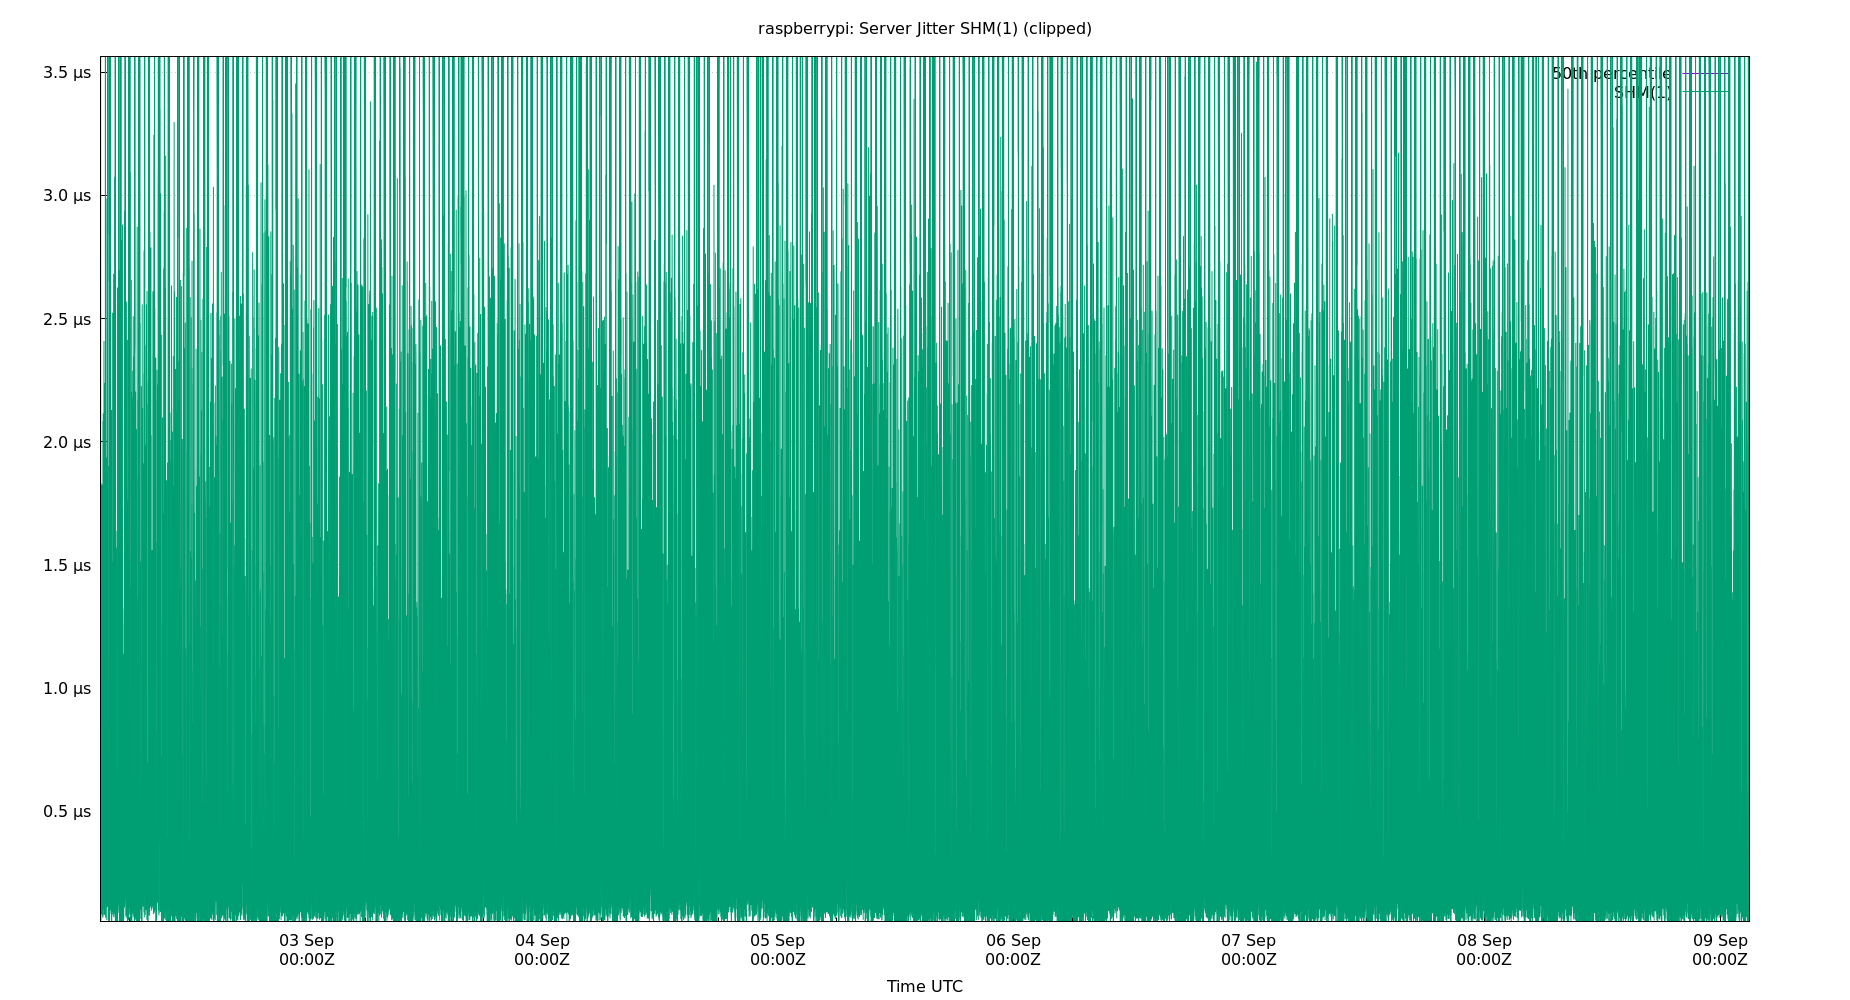 raspberrypi: Server Jitter SHM(1) (clipped)
3.5 µs
50th percentile
SHM(1)
3.0 µs
2.5 µs
2.0 µs
1.5 µs
1.0 µs
0.5 µs
03 Sep 04 Sep 05 Sep 06 Sep 07 Sep 08 Sep 09 Sep
00:00Z 00:00Z 00:00Z 00:00Z 00:00Z 00:00Z 00:00Z
Time UTC